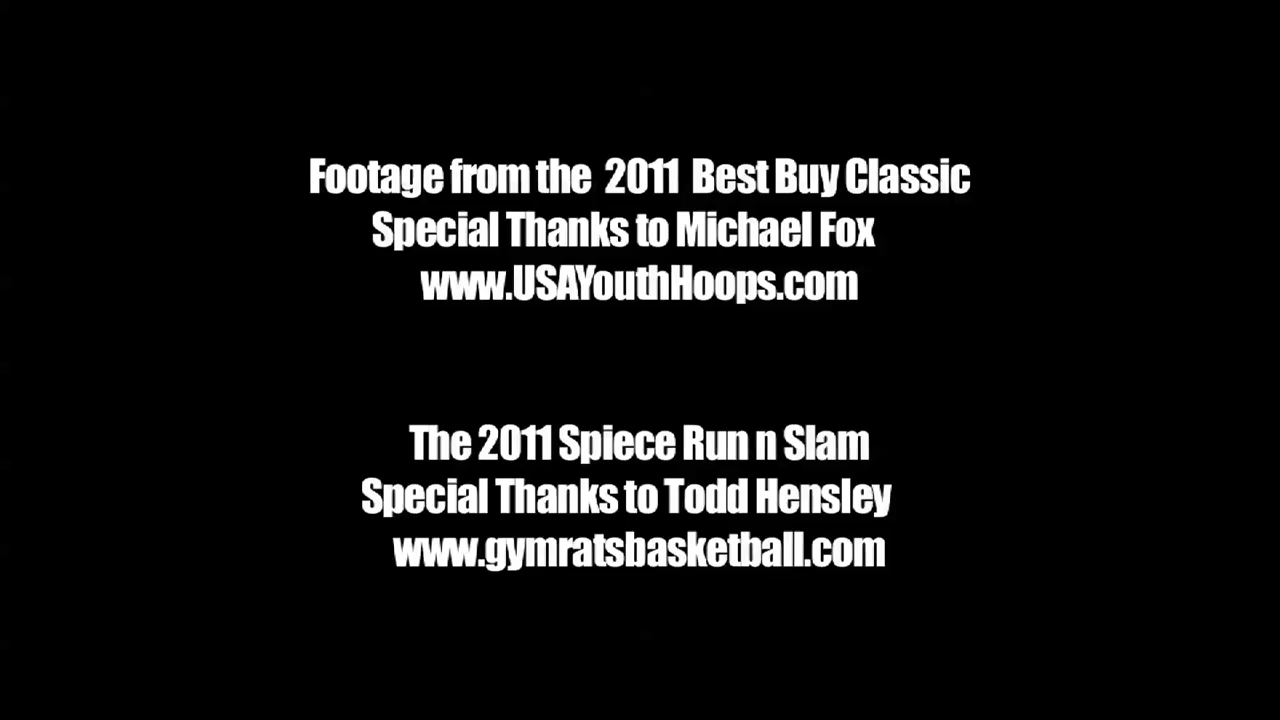 Footage from the 2011 Best Buy Classic
Special Thanks to Michael Fox
www.USAYouthHoops.com
The 2011 Spiece Run n Slam
Special Thanks to Todd Hensley
www.gymratsbasketball.com